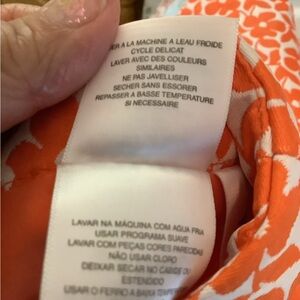 A LA MACHINE A LEAU FROIDE
CYCLE DELICAT
LAVER AVEC DES COULEURS
SIMILAIRES
NE PAS JAVELLISER
SECHER SANS ESSORER
REPASSER A BASSE TEMPERATURE
SI NECESSAIRE
LAVAR NA MÁQUINA COM AGUA FRIA
USAR PROGRAMA SUAVE
LAVAR COM PEÇAS CORES
NÃO USAR CLORO
DEIXAR SECAR NO CABIDE OU
ESTENDIDO
USAR O FERRO A BAIXA